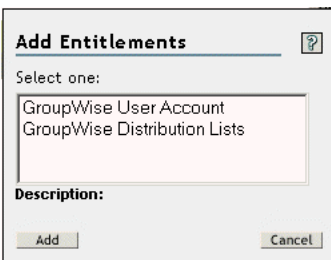 Add Entitlements ?
Select one:
GroupWise User Account
GroupWise Distribution Lists
Description:
Add Cancel